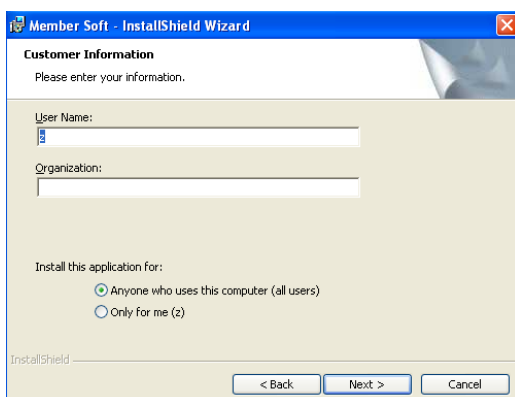 Member Soft - InstallShield Wizard
Customer Information
Please enter your information.
User Name:
z
Organization:
Install this application for:
Anyone who uses this computer (all users)
Only for me (z)
InstallShield
< Back Next > Cancel